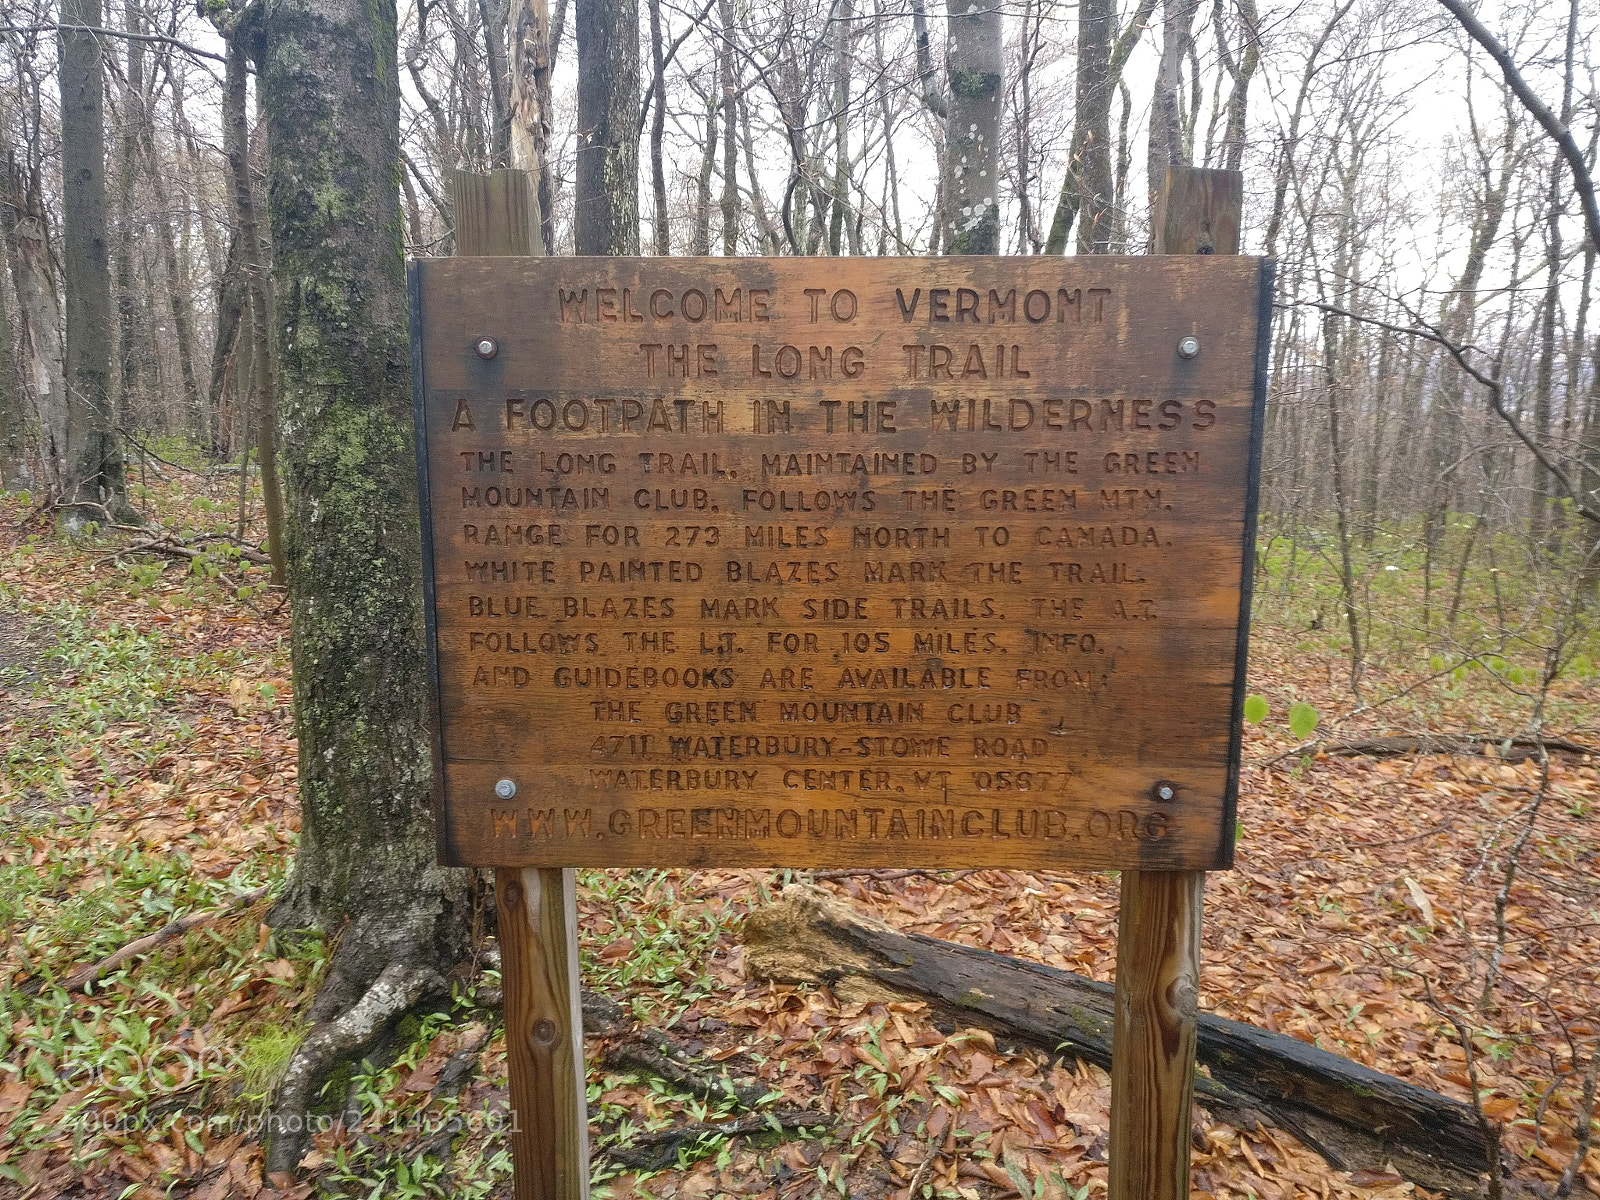 WELCOME TO VERMONT
THE LONG TRAIL
A FOOTPATH IN THE WILDERNESS
THE LONG TRAIL, MAINTAINED BY THE GREEN
MOUNTAIN CLUB, FOLLOWS THE GREEN MTN.
RANGE FOR 273 MILES NORTH TO CANADA.
WHITE PAINTED BLAZES MARK THE TRAIL.
BLUE BLAZES MARK SIDE TRAILS. THE A.T.
FOLLOWS THE L.T. FOR 105 MILES. INFO.
AND GUIDEBOOKS ARE AVAILABLE FROM:
THE GREEN MOUNTAIN CLUB
4711 WATERBURY-STOWE ROAD
WATERBURY CENTER, VT 05677
WWW.GREENMOUNTAINCLUB.ORG
500px